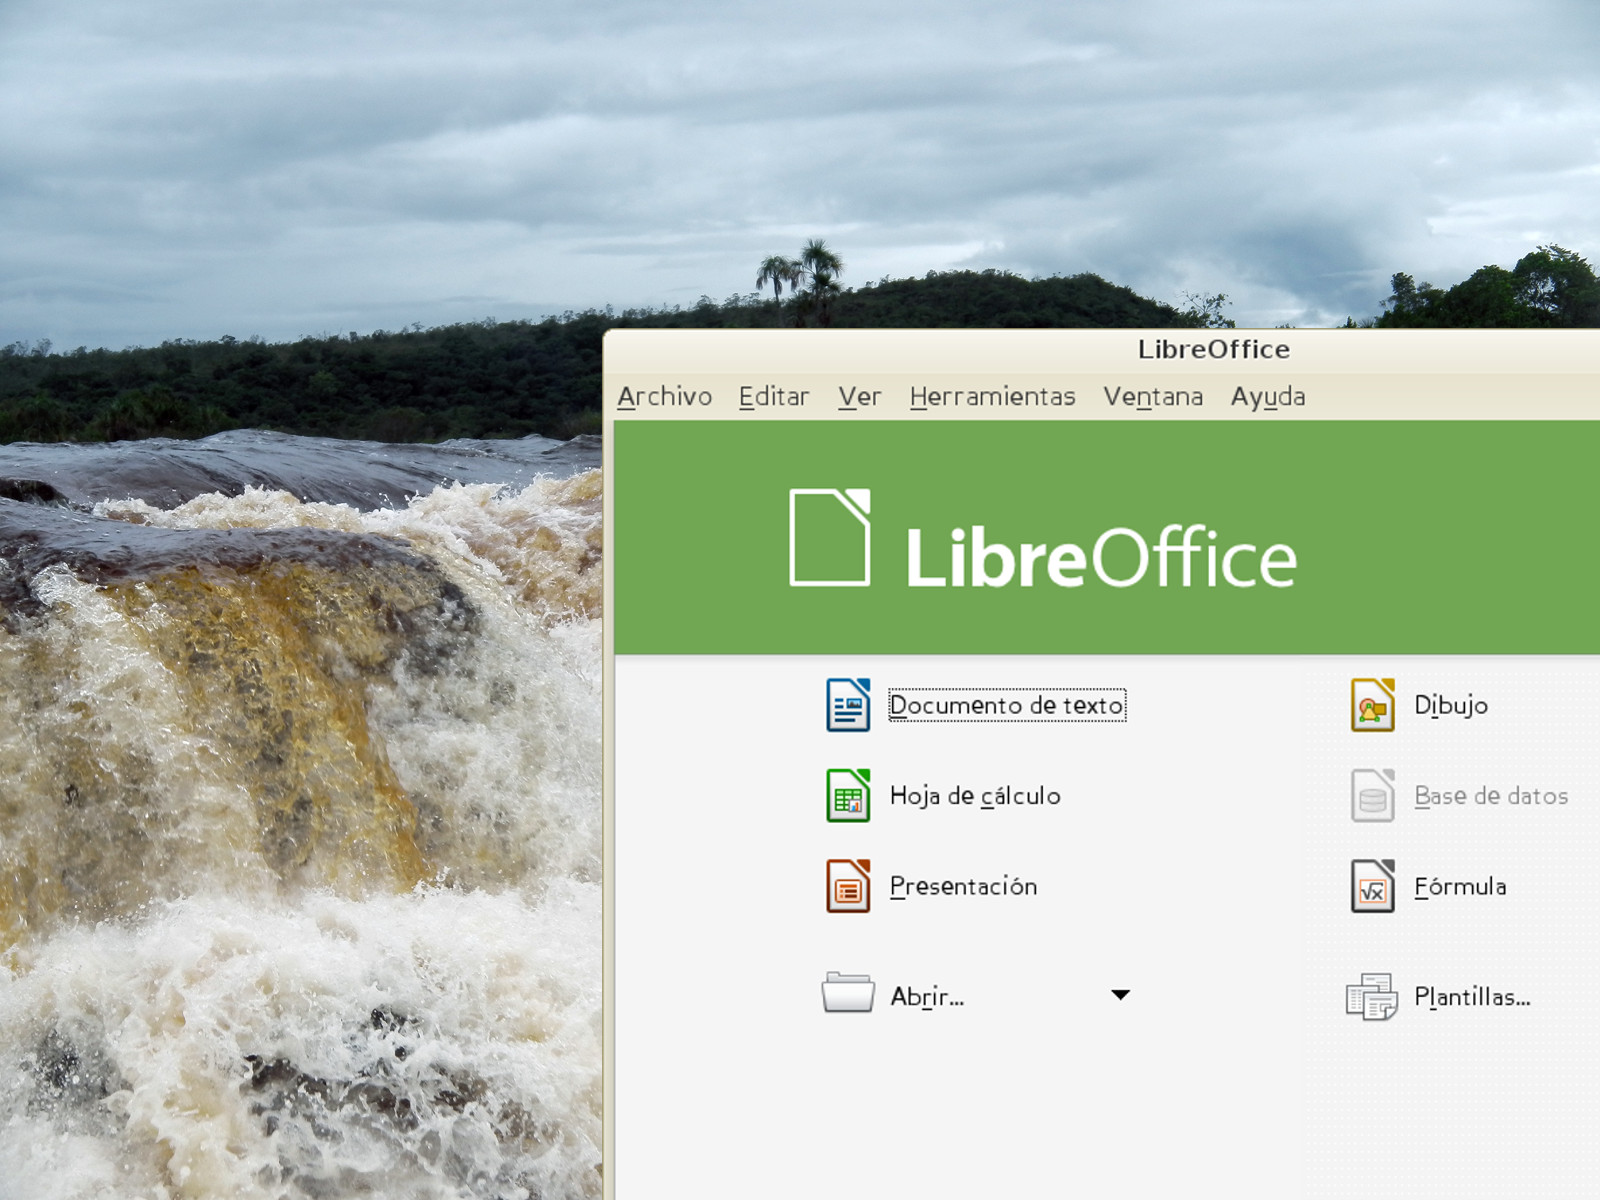 LibreOffice
Archivo Editar Ver Herramientas Ventana Ayuda
LibreOffice
Documento de texto Dibujo
Hoja de cálculo Base de datos
Presentación Fórmula
Abrir... Plantillas...